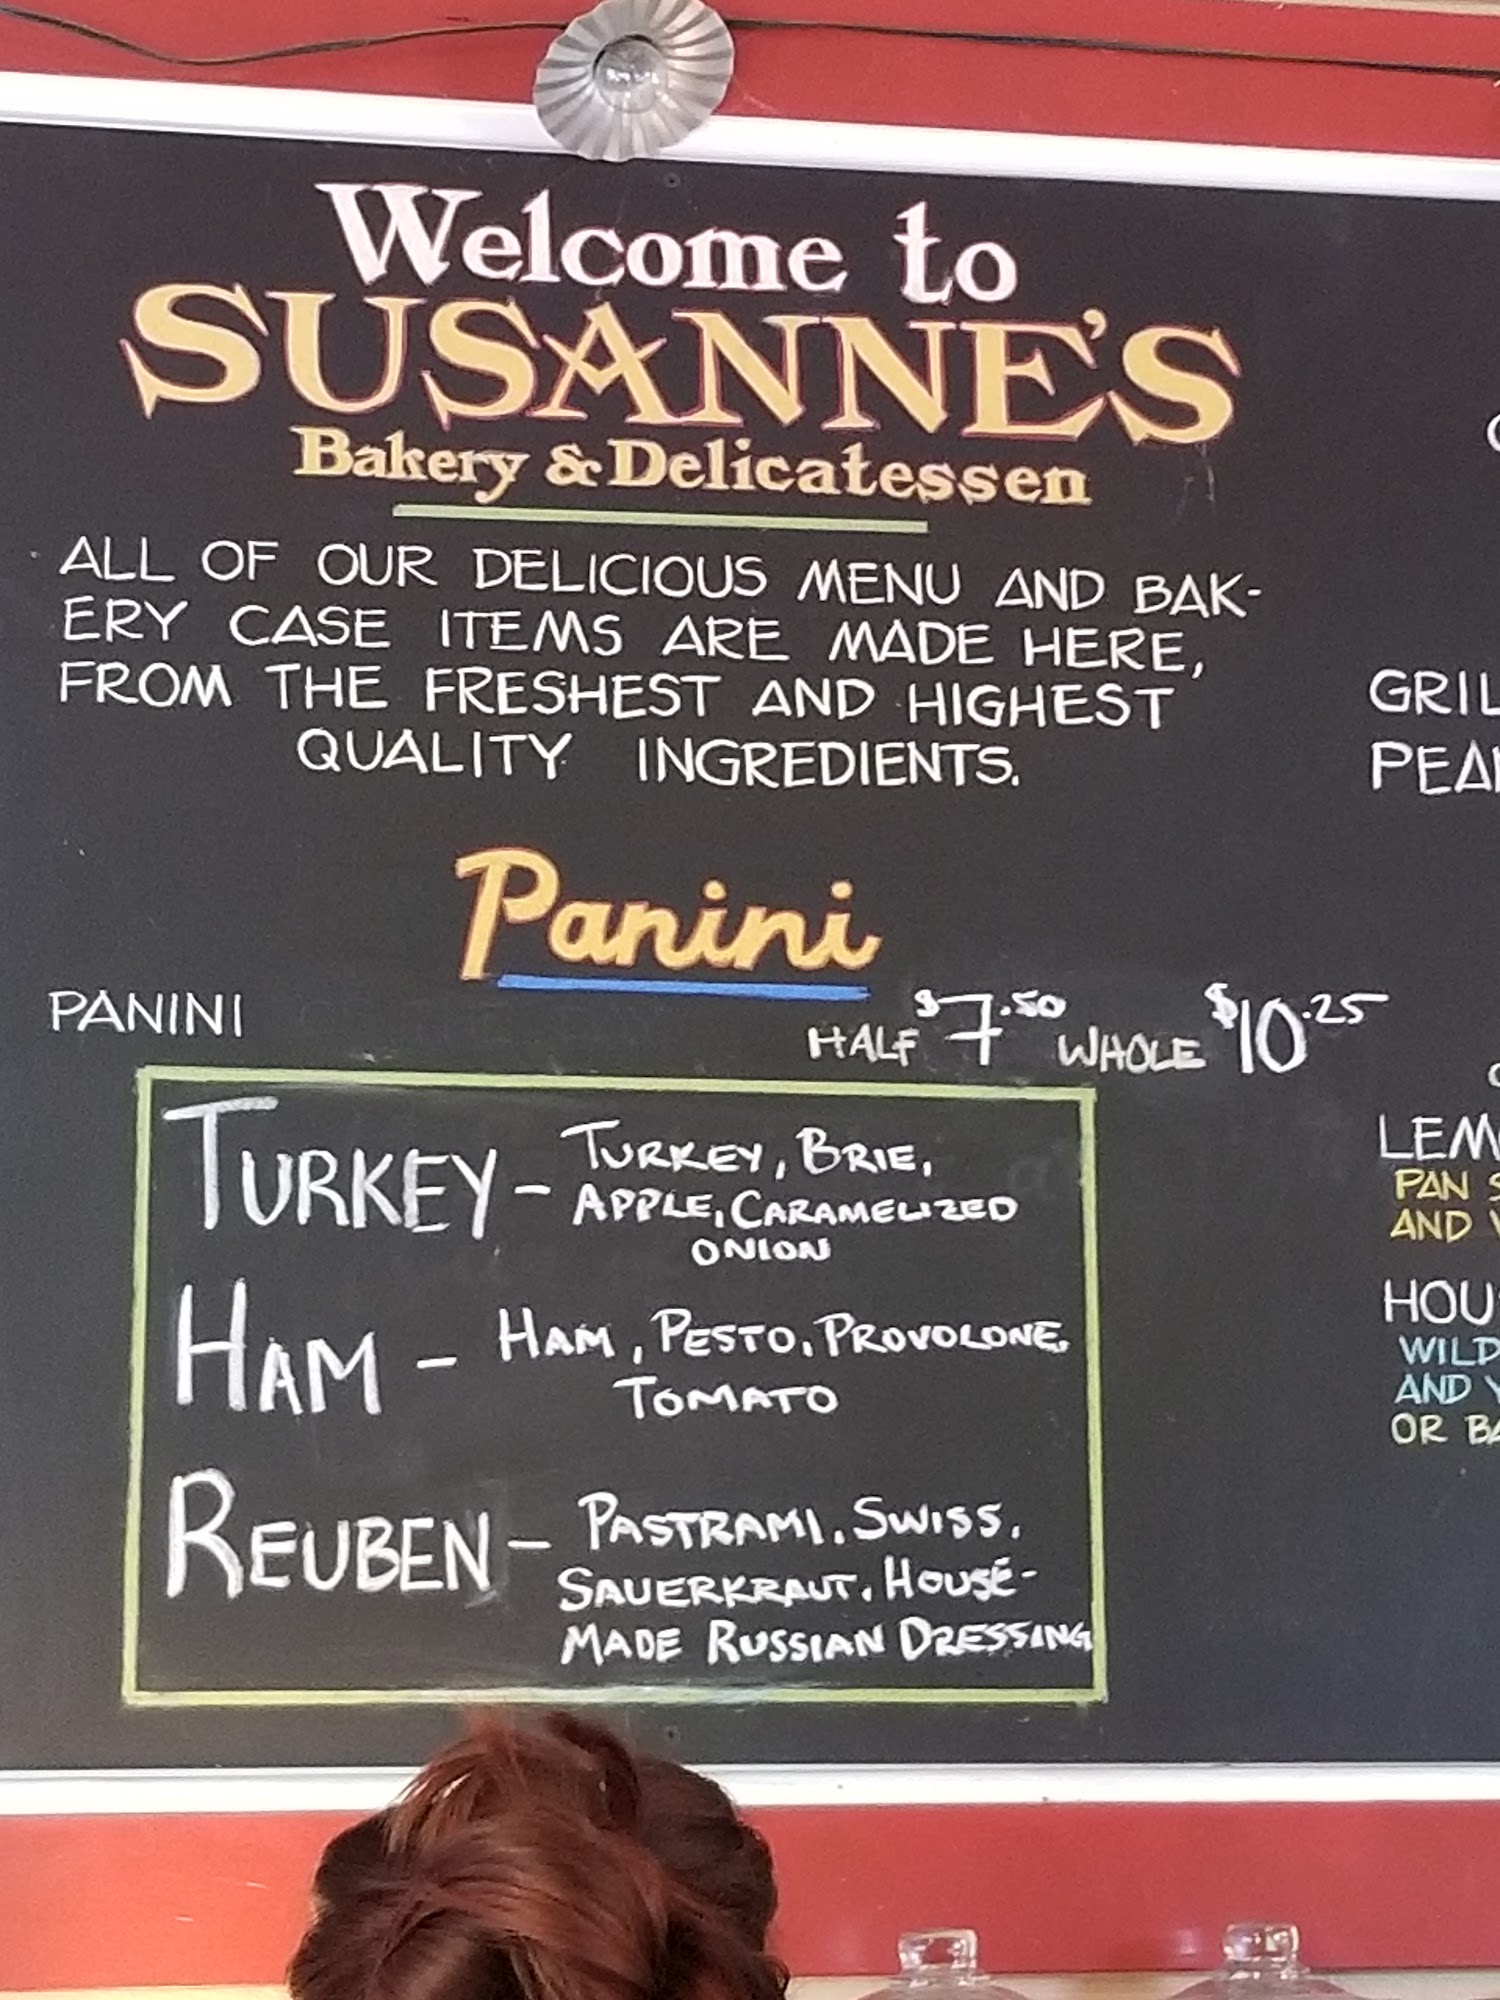 Welcome to
SUSANNE'S
Bakery & Delicatessen
ALL OF OUR DELICIOUS MENU AND BAK-
ERY CASE ITEMS ARE MADE HERE,
FROM THE FRESHEST AND HIGHEST
QUALITY INGREDIENTS.
Panini
PANINI HALF $7.50 WHOLE $10.25
TURKEY - TURKEY, BRIE,
APPLE, CARAMELIZED
ONION
HAM - HAM, PESTO, PROVOLONE,
TOMATO
REUBEN - PASTRAMI, SWISS,
SAUERKRAUT, HOUSE-
MADE RUSSIAN DRESSING
GRIL
PEA
LEM
PAN S
AND
HOU
WILD
AND Y
OR BA